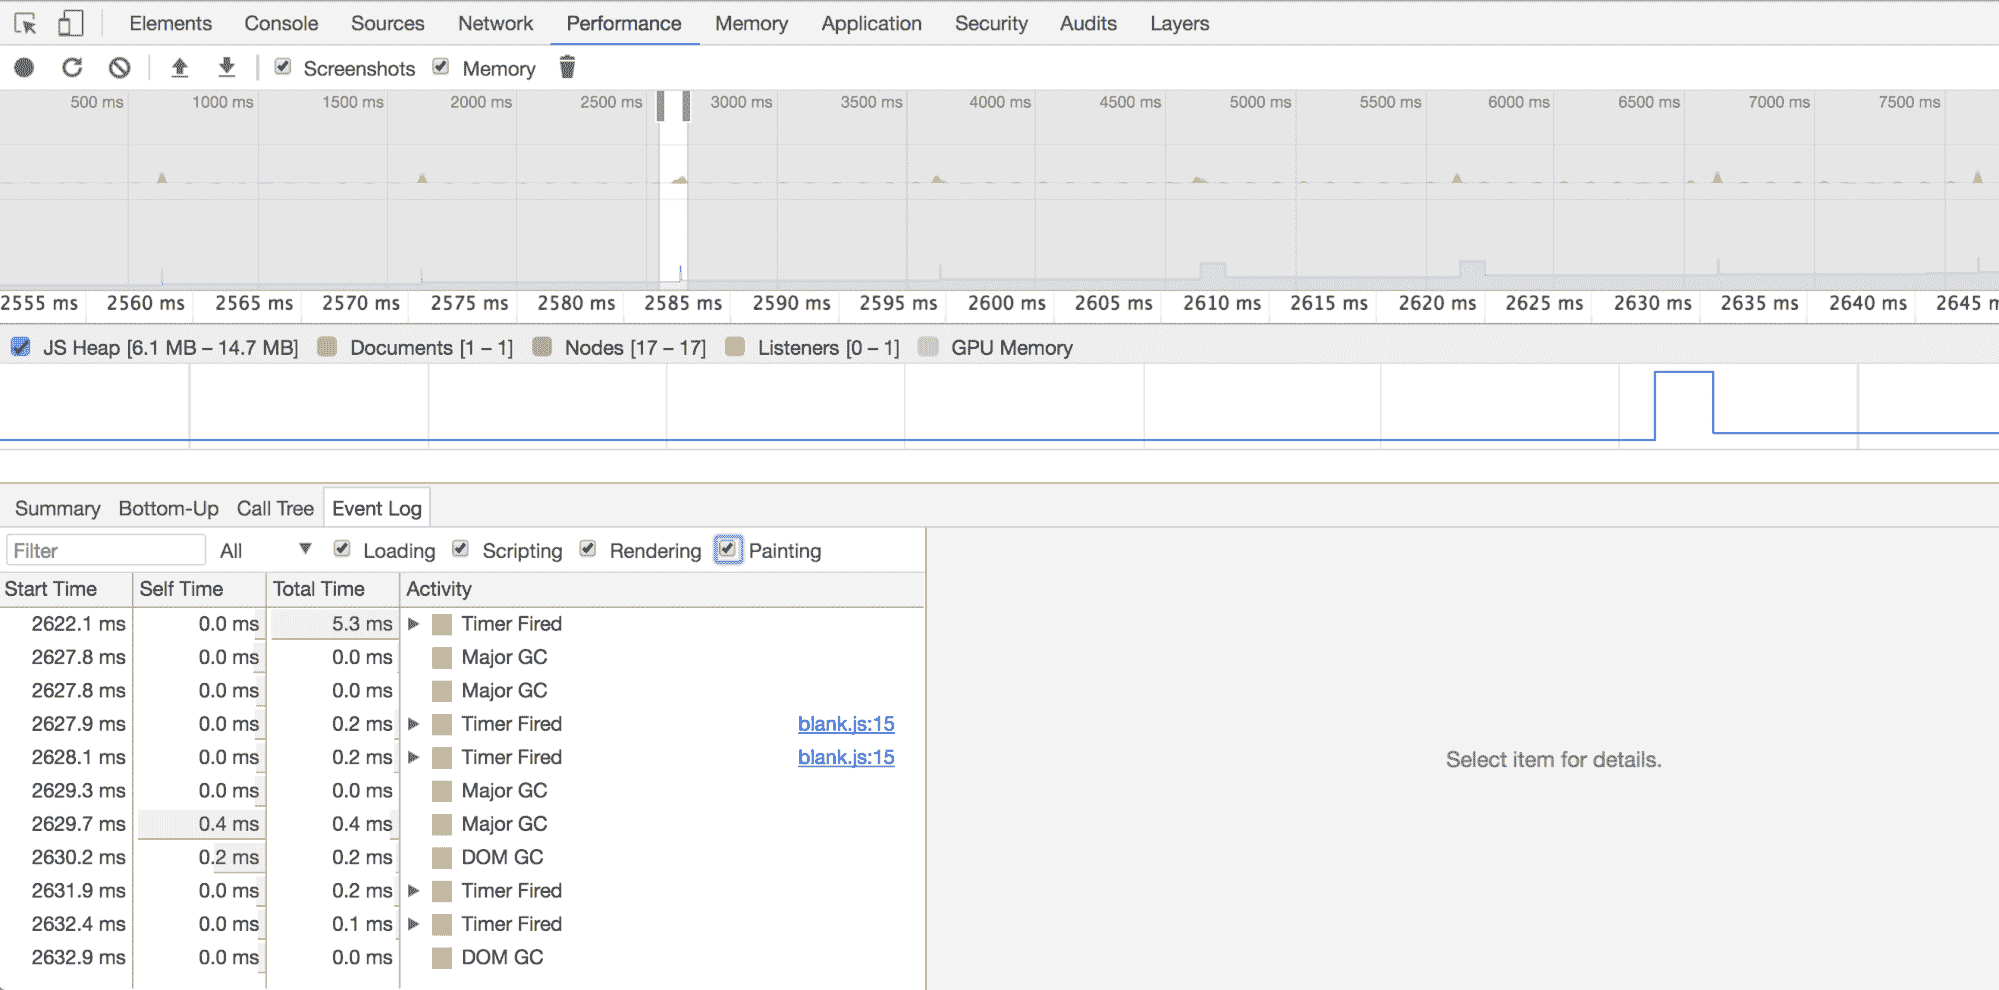 Elements Console Sources Network Performance Memory Application Security Audits Layers
Screenshots Memory
500 ms 1000 ms 1500 ms 2000 ms 2500 ms 3000 ms 3500 ms 4000 ms 4500 ms 5000 ms 5500 ms 6000 ms 6500 ms 7000 ms 7500 ms
2555 ms 2560 ms 2565 ms 2570 ms 2575 ms 2580 ms 2585 ms 2590 ms 2595 ms 2600 ms 2605 ms 2610 ms 2615 ms 2620 ms 2625 ms 2630 ms 2635 ms 2640 ms 2645 m
JS Heap [6.1 MB – 14.7 MB] Documents [1 – 1] Nodes [17 – 17] Listeners [0 – 1] GPU Memory
Summary Bottom-Up Call Tree Event Log
Filter All Loading Scripting Rendering Painting
Start Time Self Time Total Time Activity
2622.1 ms 0.0 ms 5.3 ms Timer Fired
2627.8 ms 0.0 ms 0.0 ms Major GC
2627.8 ms 0.0 ms 0.0 ms Major GC
2627.9 ms 0.0 ms 0.2 ms Timer Fired blank.js:15
2628.1 ms 0.0 ms 0.2 ms Timer Fired blank.js:15
2629.3 ms 0.0 ms 0.0 ms Major GC
2629.7 ms 0.4 ms 0.4 ms Major GC
2630.2 ms 0.2 ms 0.2 ms DOM GC
2631.9 ms 0.0 ms 0.2 ms Timer Fired
2632.4 ms 0.0 ms 0.1 ms Timer Fired
2632.9 ms 0.0 ms 0.0 ms DOM GC
Select item for details.